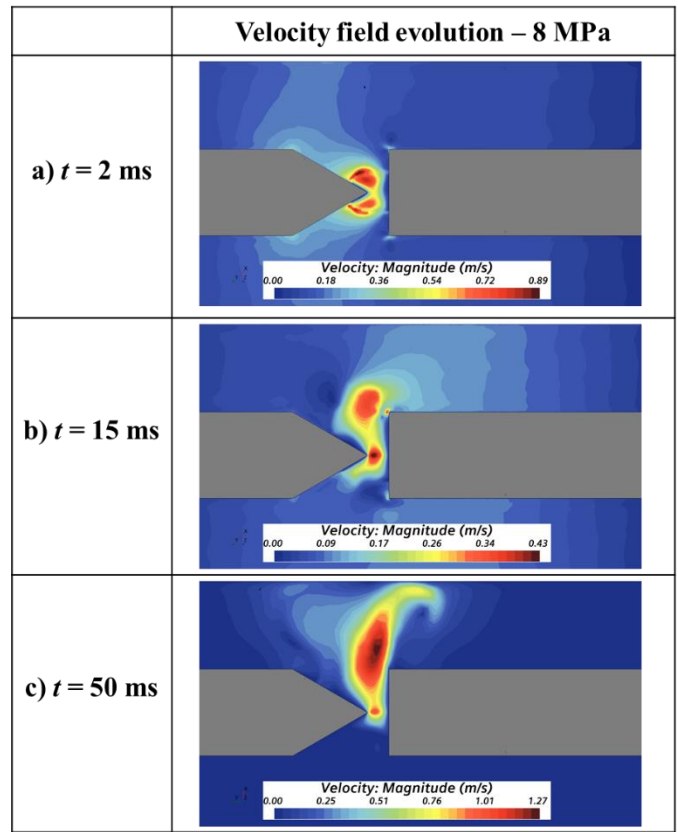 Velocity field evolution – 8 MPa
a) t = 2 ms
Velocity: Magnitude (m/s)
0.00 0.18 0.36 0.54 0.72 0.89
b) t = 15 ms
Velocity: Magnitude (m/s)
0.00 0.09 0.17 0.26 0.34 0.43
c) t = 50 ms
Velocity: Magnitude (m/s)
0.00 0.25 0.51 0.76 1.01 1.27